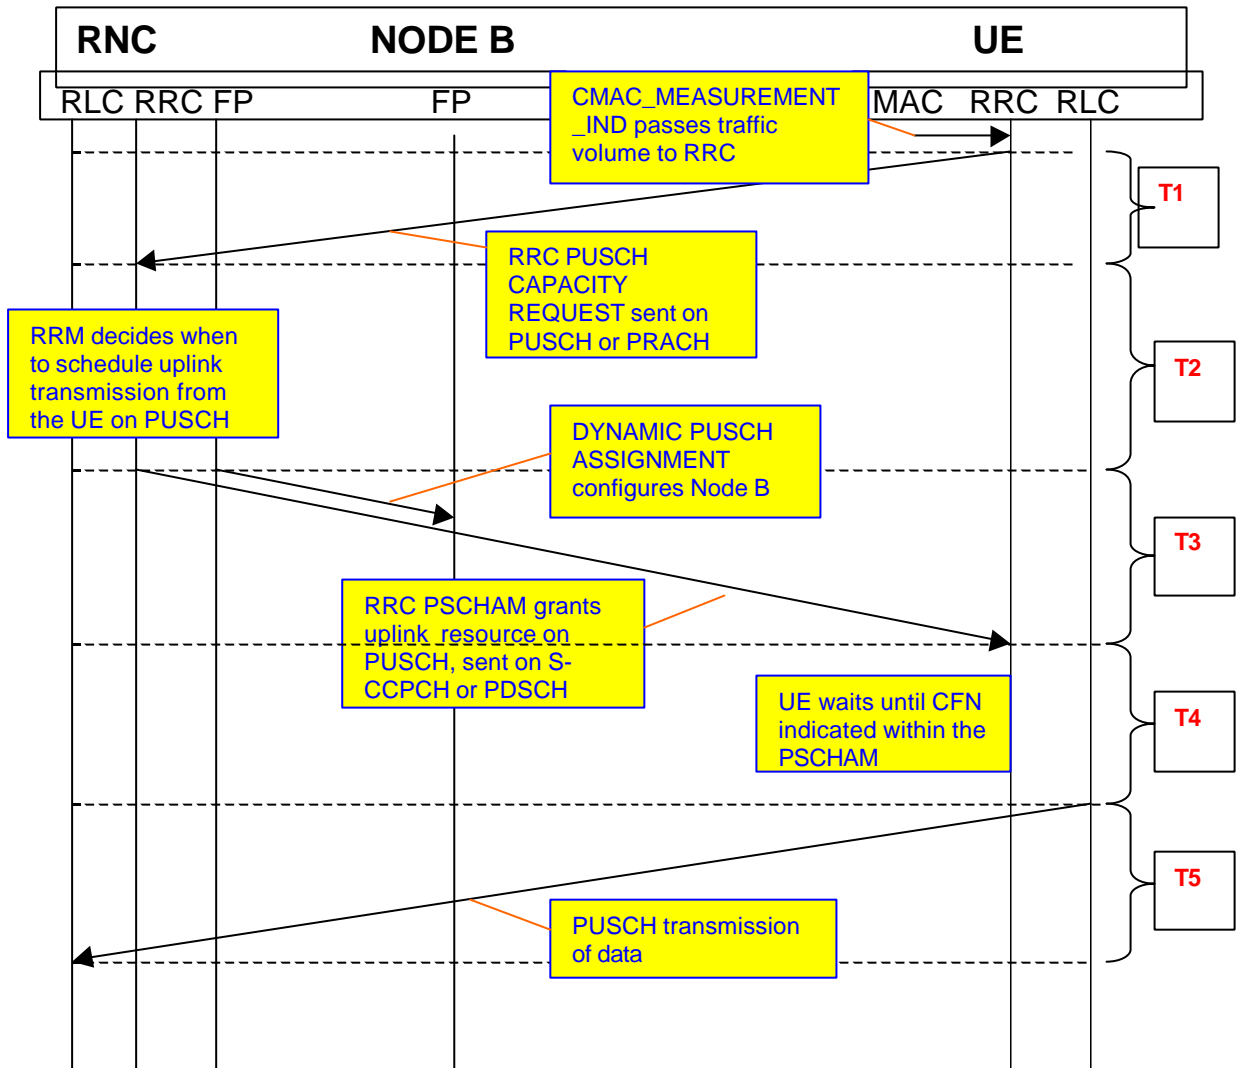 RNC NODE B UE
RLC RRC FP FP MAC RRC RLC
CMAC_MEASUREMENT
_IND passes traffic
volume to RRC
T1
RRC PUSCH
CAPACITY
REQUEST sent on
PUSCH or PRACH
RRM decides when
to schedule uplink
transmission from
the UE on PUSCH
T2
DYNAMIC PUSCH
ASSIGNMENT
configures Node B
T3
RRC PSCHAM grants
uplink resource on
PUSCH, sent on S-
CCPCH or PDSCH
UE waits until CFN
indicated within the
PSCHAM
T4
T5
PUSCH transmission
of data